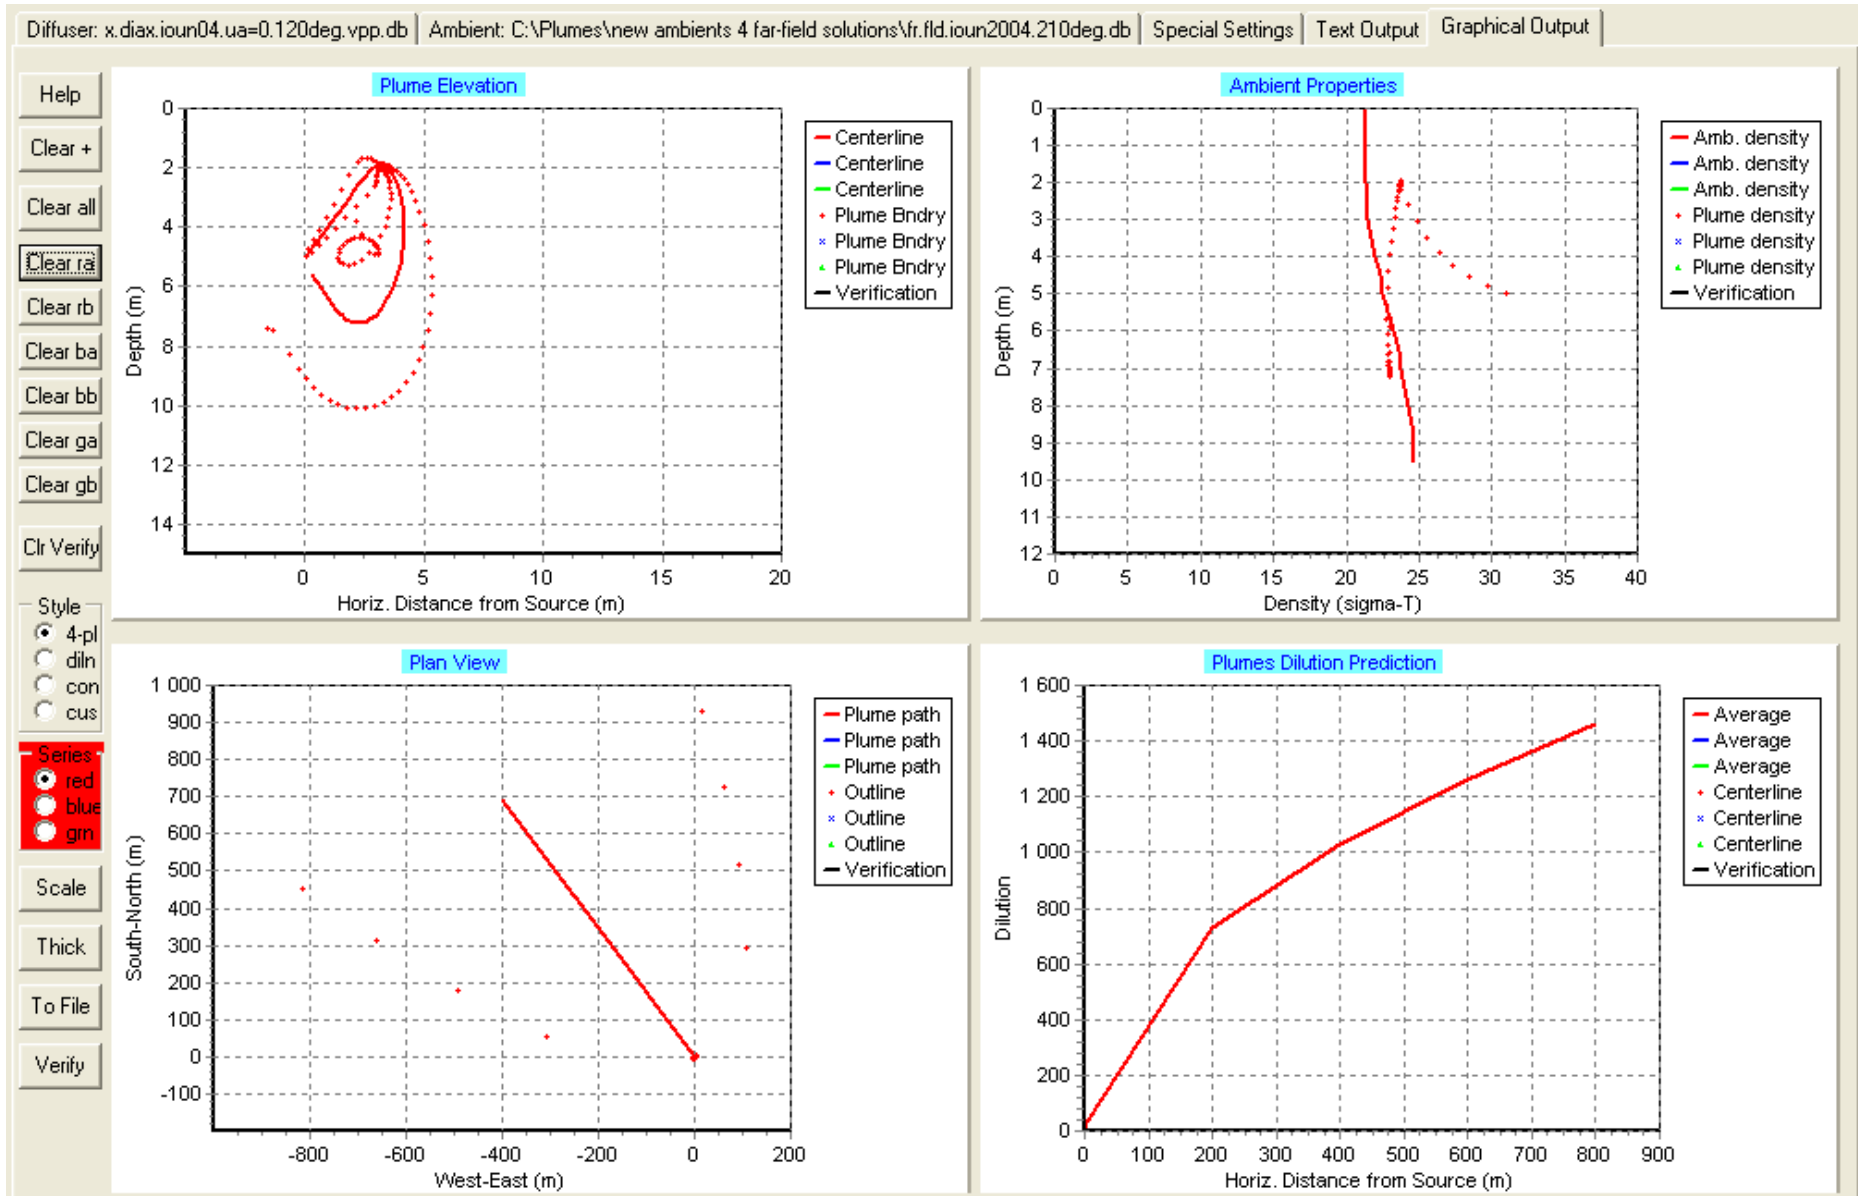 Diffuser: x.diax.ioun04.ua=0.120deg.vpp.db
Ambient: C:\Plumes\new ambients 4 far-field solutions\fr.fld.ioun2004.210deg.db
Special Settings
Text Output
Graphical Output
Help
Clear +
Clear all
Clear ra
Clear rb
Clear ba
Clear bb
Clear ga
Clear gb
Clr Verify
Style
4-pl
diln
con
cus
Series
red
blue
grn
Scale
Thick
To File
Verify
Plume Elevation
0
2
4
6
8
10
12
14
Depth (m)
0 5 10 15 20
Horiz. Distance from Source (m)
Centerline
Centerline
Centerline
Plume Bndry
Plume Bndry
Plume Bndry
Verification
Ambient Properties
0
1
2
3
4
5
6
7
8
9
10
11
12
Depth (m)
0 5 10 15 20 25 30 35 40
Density (sigma-T)
Amb. density
Amb. density
Amb. density
Plume density
Plume density
Plume density
Verification
Plan View
1 000
900
800
700
600
500
400
300
200
100
0
-100
South-North (m)
-800 -600 -400 -200 0 200
West-East (m)
Plume path
Plume path
Plume path
Outline
Outline
Outline
Verification
Plumes Dilution Prediction
1 600
1 400
1 200
1 000
800
600
400
200
0
Dilution
0 100 200 300 400 500 600 700 800 900
Horiz. Distance from Source (m)
Average
Average
Average
Centerline
Centerline
Centerline
Verification